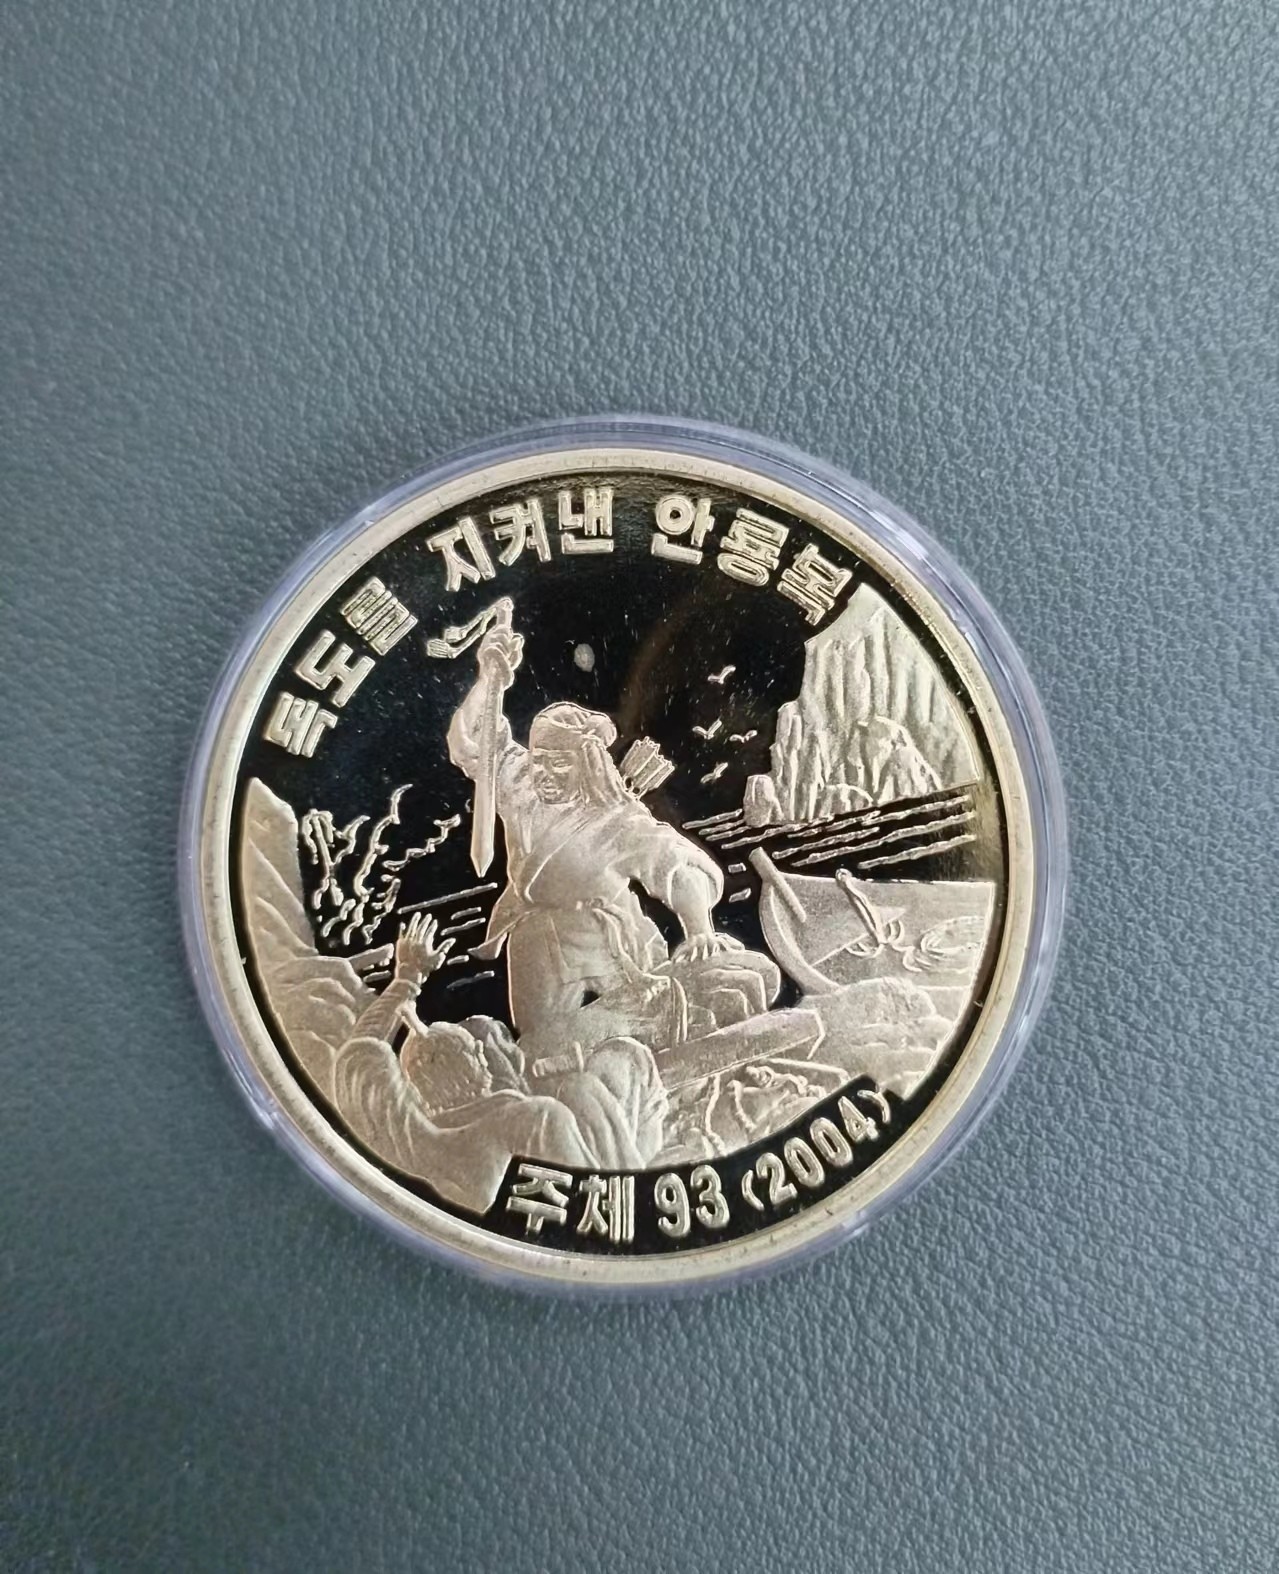 독도를 지켜낸 안룡복
주체 93 (2004)